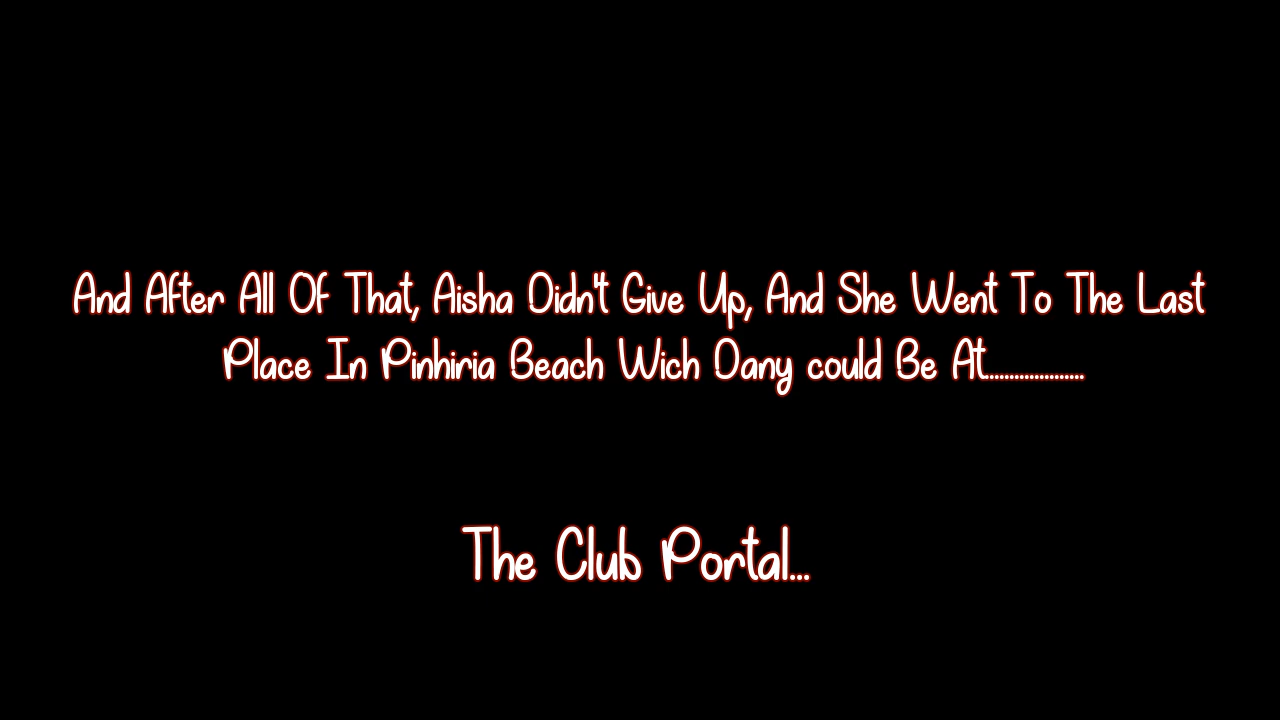 And After All Of That, Aisha Didn't Give Up, And She Went To The Last
Place In Pinhiria Beach Wich Dany could Be At....................
The Club Portal...